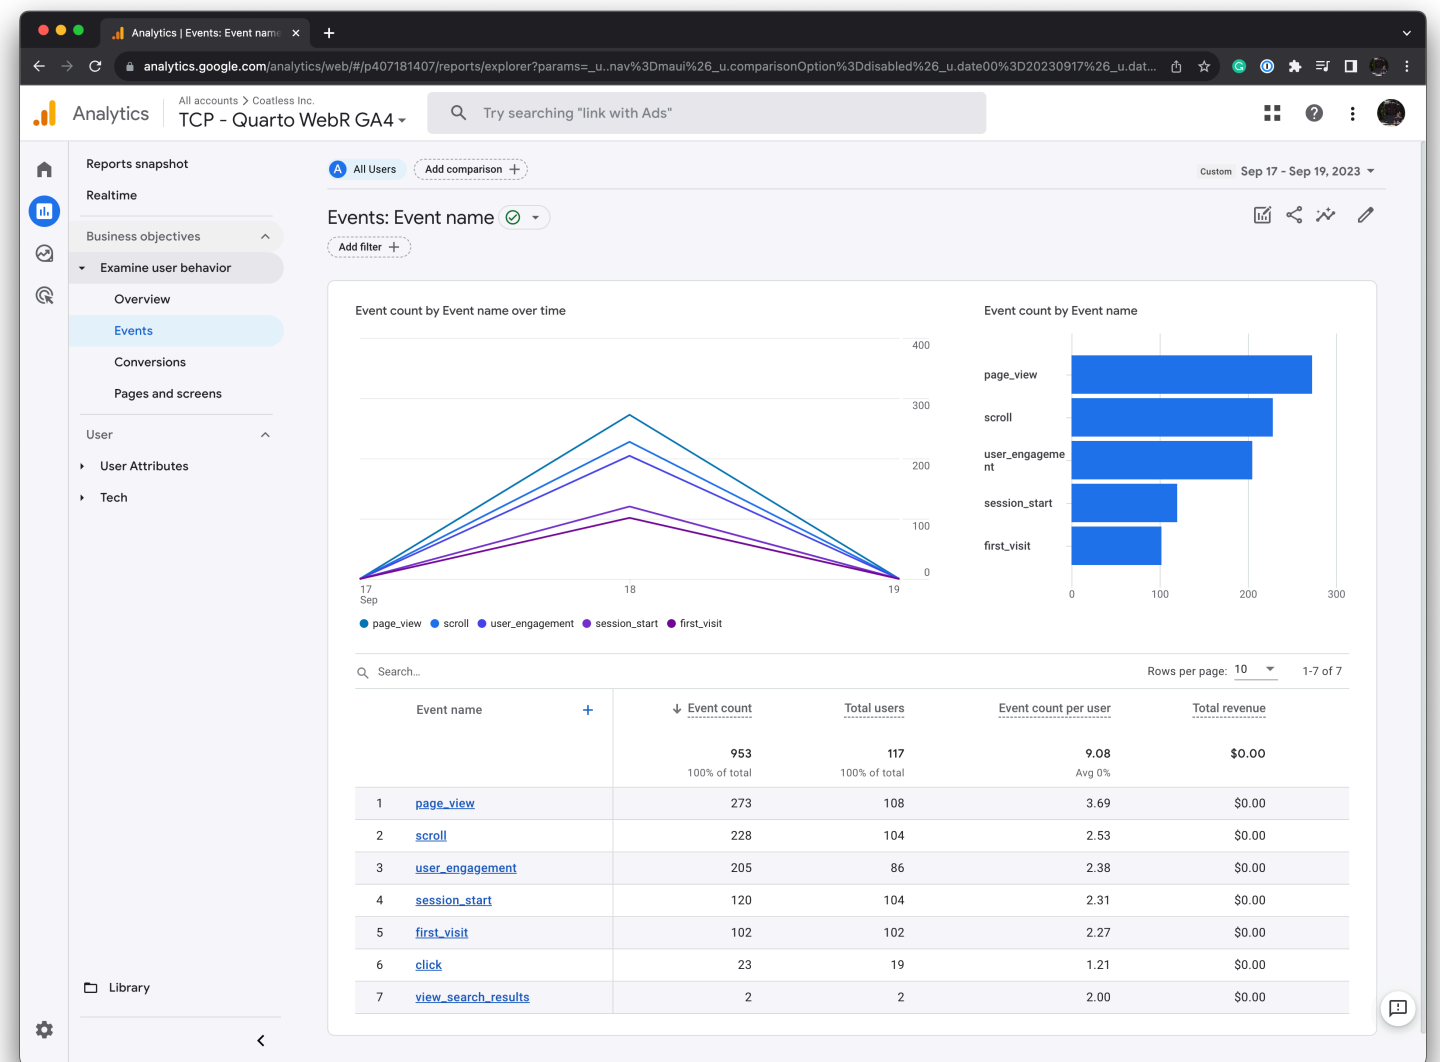 Analytics | Events: Event name
analytics.google.com/analytics/web/#/p407181407/reports/explorer?params=_u..nav%3Dmaui%26_u.comparisonOption%3Ddisabled%26_u.date00%3D20230917%26_u.dat...
Analytics
All accounts > Coatless Inc.
TCP - Quarto WebR GA4
Try searching "link with Ads"
Reports snapshot
Realtime
Business objectives
Examine user behavior
Overview
Events
Conversions
Pages and screens
User
User Attributes
Tech
Library
A All Users
Add comparison +
Custom Sep 17 - Sep 19, 2023
Events: Event name
Add filter +
Event count by Event name over time
400
300
200
100
0
17
Sep
18
19
page_view scroll user_engagement session_start first_visit
Event count by Event name
page_view
scroll
user_engageme
nt
session_start
first_visit
0 100 200 300
Search...
Rows per page: 10 1-7 of 7
Event name + Event count Total users Event count per user Total revenue
953 117 9.08 $0.00
100% of total 100% of total Avg 0%
1 page_view 273 108 3.69 $0.00
2 scroll 228 104 2.53 $0.00
3 user_engagement 205 86 2.38 $0.00
4 session_start 120 104 2.31 $0.00
5 first_visit 102 102 2.27 $0.00
6 click 23 19 1.21 $0.00
7 view_search_results 2 2 2.00 $0.00